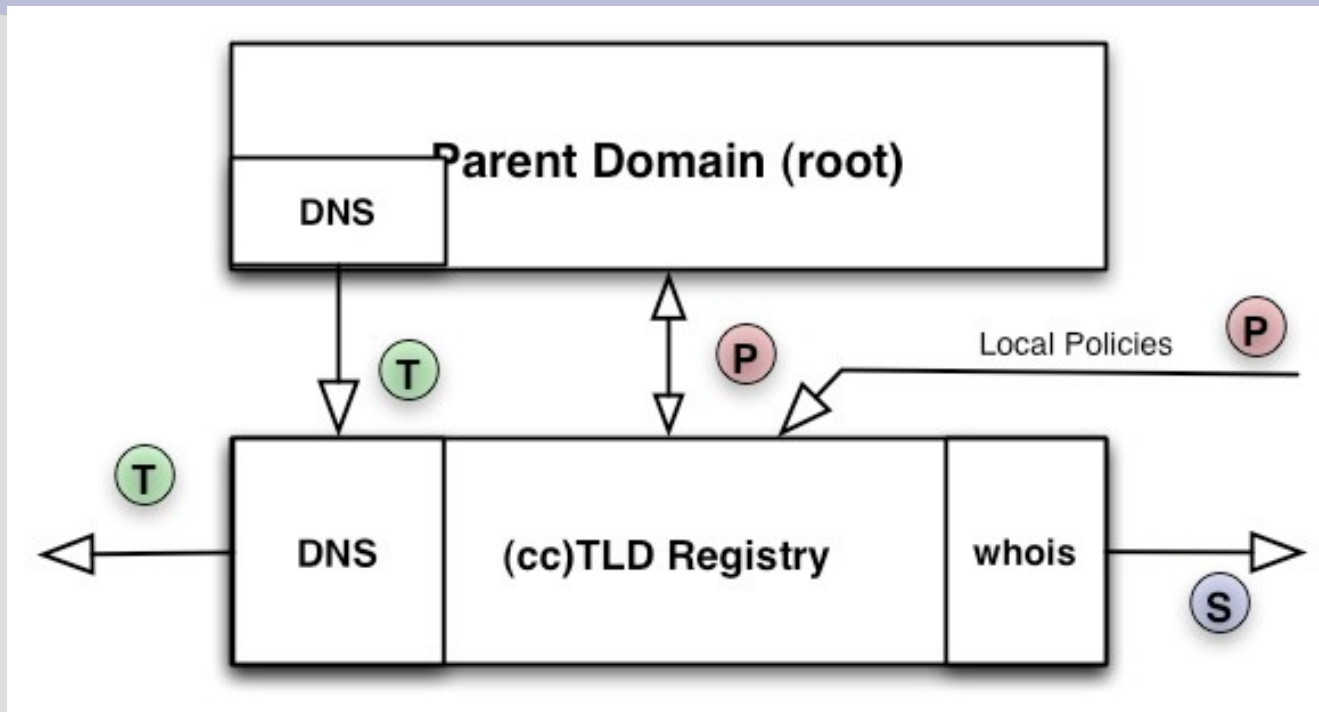 Parent Domain (root)
DNS
T
P
Local Policies
P
T
DNS
(cc)TLD Registry
whois
S